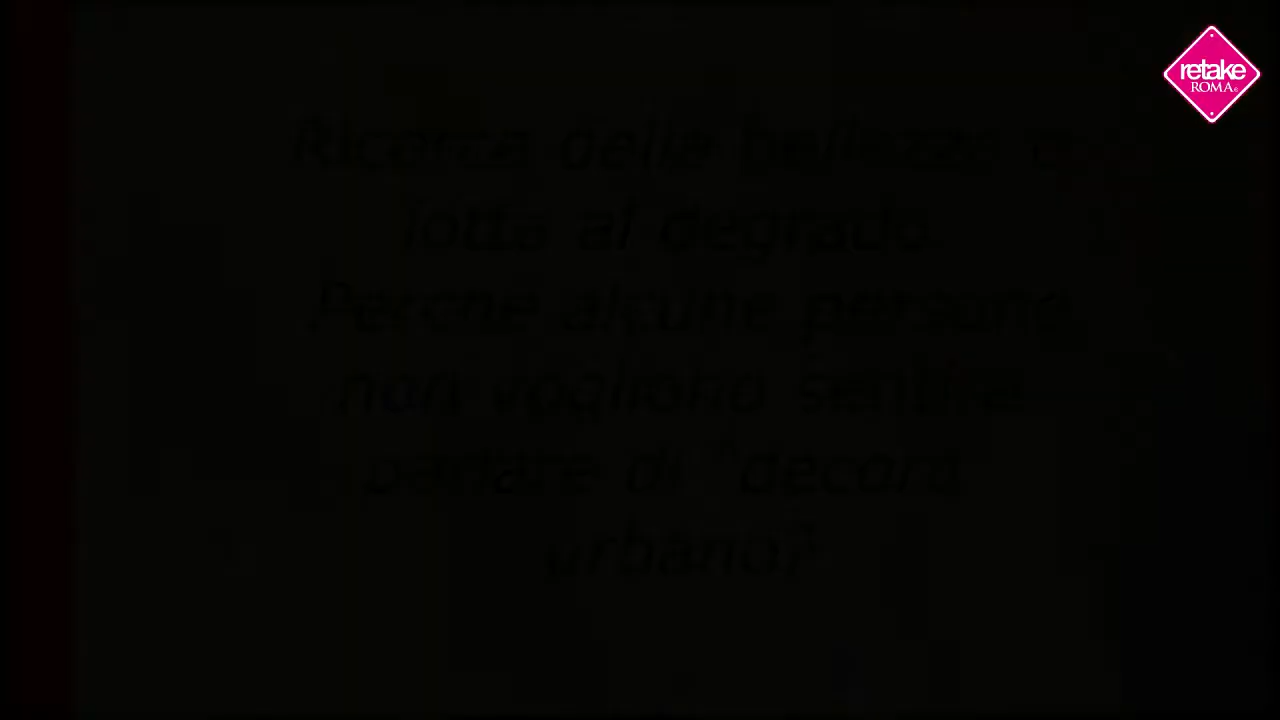 retake
ROMA
Ricerca della bellezza e
lotta al degrado.
Perché alcune persone
non vogliono sentire
parlare di "decoro
urbano?